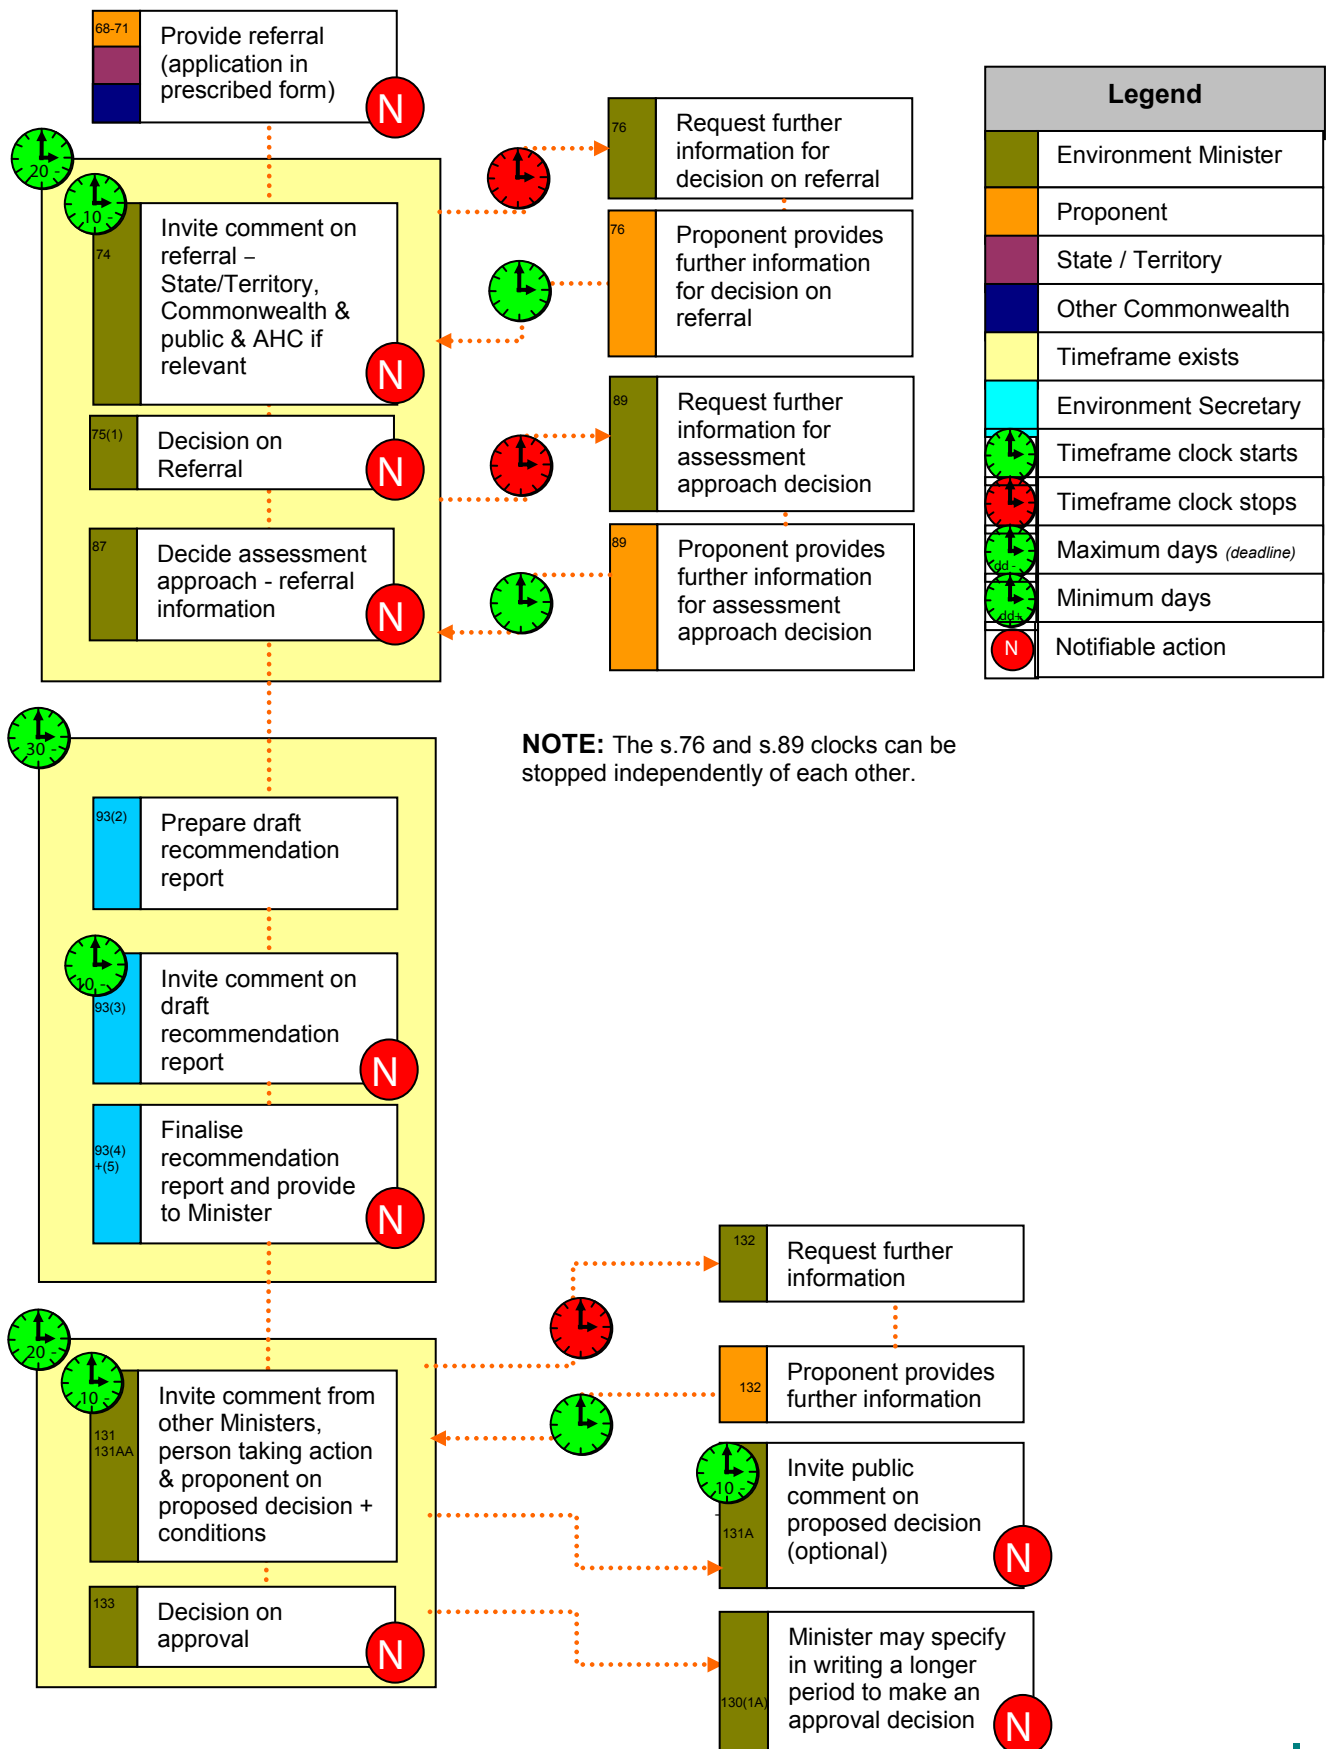 68-71
Provide referral
(application in
prescribed form)
N
20 -
10 -
74
Invite comment on
referral –
State/Territory,
Commonwealth &
public & AHC if
relevant
N
75(1)
Decision on
Referral
N
87
Decide assessment
approach - referral
information
N
76
Request further
information for
decision on referral
76
Proponent provides
further information
for decision on
referral
89
Request further
information for
assessment
approach decision
89
Proponent provides
further information
for assessment
approach decision
Legend
Environment Minister
Proponent
State / Territory
Other Commonwealth
Timeframe exists
Environment Secretary
Timeframe clock starts
Timeframe clock stops
dd -
Maximum days (deadline)
dd+
Minimum days
N
Notifiable action
NOTE: The s.76 and s.89 clocks can be
stopped independently of each other.
30 -
93(2)
Prepare draft
recommendation
report
10 -
93(3)
Invite comment on
draft
recommendation
report
N
93(4)
+(5)
Finalise
recommendation
report and provide
to Minister
N
20 -
10 -
131
131AA
Invite comment from
other Ministers,
person taking action
& proponent on
proposed decision +
conditions
133
Decision on
approval
N
132
Request further
information
132
Proponent provides
further information
10 -
131A
Invite public
comment on
proposed decision
(optional)
N
130(1A)
Minister may specify
in writing a longer
period to make an
approval decision
N